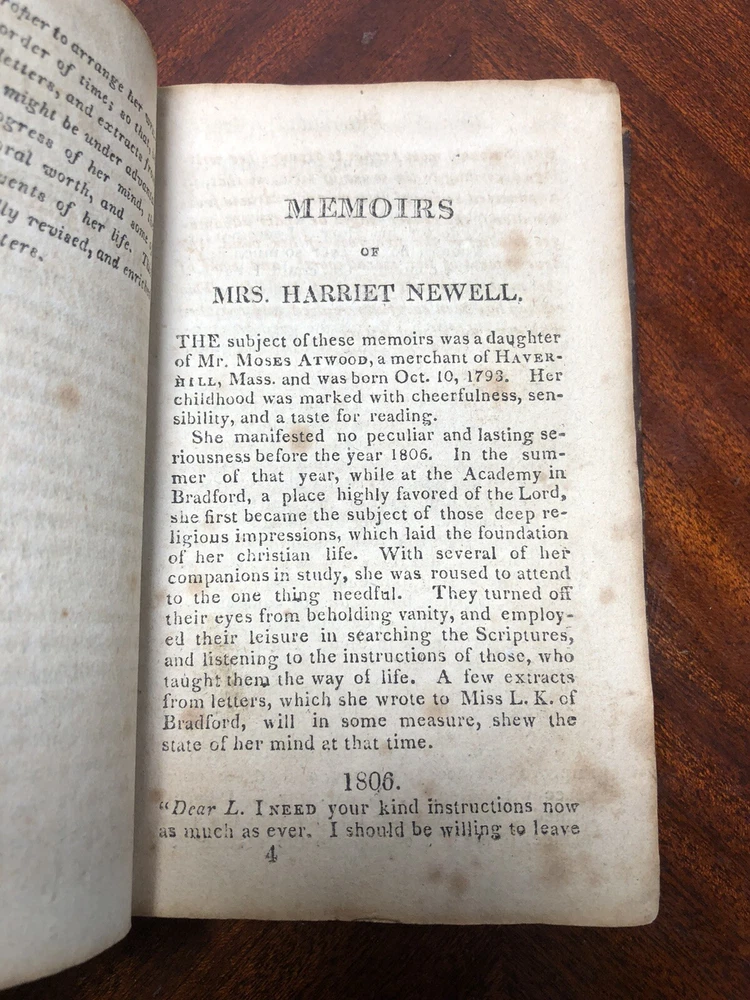 roper to arrange her
order of time; so that,
letters, and extracts
might be under
ogress of her mind,
oral worth, and some
vents of her life.
lly revised, and
ters.
MEMOIRS
OF
MRS. HARRIET NEWELL.
THE subject of these memoirs was a daughter
of Mr. MOSES ATWOOD, a merchant of HAVER-
HILL, Mass. and was born Oct. 10, 1793. Her
childhood was marked with cheerfulness, sen-
sibility, and a taste for reading.
She manifested no peculiar and lasting se-
riousness before the year 1806. In the sum-
mer of that year, while at the Academy in
Bradford, a place highly favored of the Lord,
she first became the subject of those deep re-
ligious impressions, which laid the foundation
of her christian life. With several of her
companions in study, she was roused to attend
to the one thing needful. They turned off
their eyes from beholding vanity, and employ-
ed their leisure in searching the Scriptures,
and listening to the instructions of those, who
taught them the way of life. A few extracts
from letters, which she wrote to Miss L. K. of
Bradford, will in some measure, shew the
state of her mind at that time.
1806.
"Dear L. I NEED your kind instructions now
as much as ever. I should be willing to leave
4